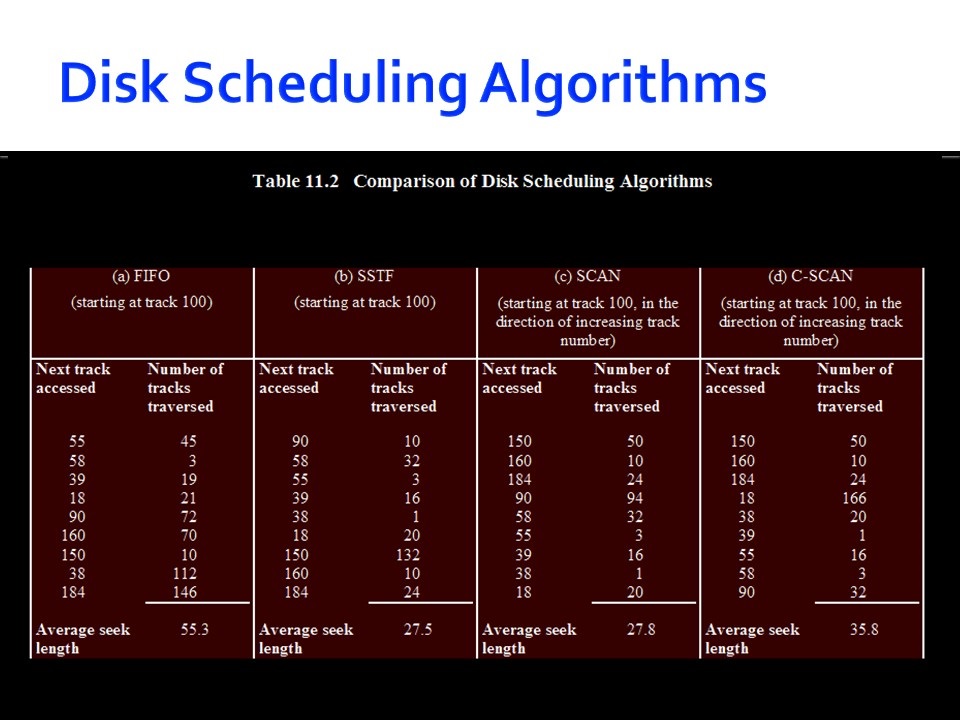 Disk Scheduling Algorithms
Table 11.2 Comparison of Disk Scheduling Algorithms
(a) FIFO (b) SSTF (c) SCAN (d) C-SCAN
(starting at track 100) (starting at track 100) (starting at track 100, in the (starting at track 100, in the
direction of increasing track direction of increasing track
number) number)
Next track Number of Next track Number of Next track Number of Next track Number of
accessed tracks accessed tracks accessed tracks accessed tracks
traversed traversed traversed traversed
55 45 90 10 150 50 150 50
58 3 58 32 160 10 160 10
39 19 55 3 184 24 184 24
18 21 39 16 90 94 18 166
90 72 38 1 58 32 38 20
160 70 18 20 55 3 39 1
150 10 150 132 39 16 55 16
38 112 160 10 38 1 58 3
184 146 184 24 18 20 90 32
Average seek 55.3 Average seek 27.5 Average seek 27.8 Average seek 35.8
length length length length